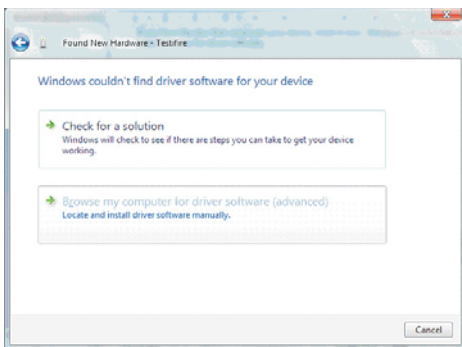 Found New Hardware - Testifire
Windows couldn't find driver software for your device
Check for a solution
Windows will check to see if there are steps you can take to get your device
working.
Browse my computer for driver software (advanced)
Locate and install driver software manually.
Cancel